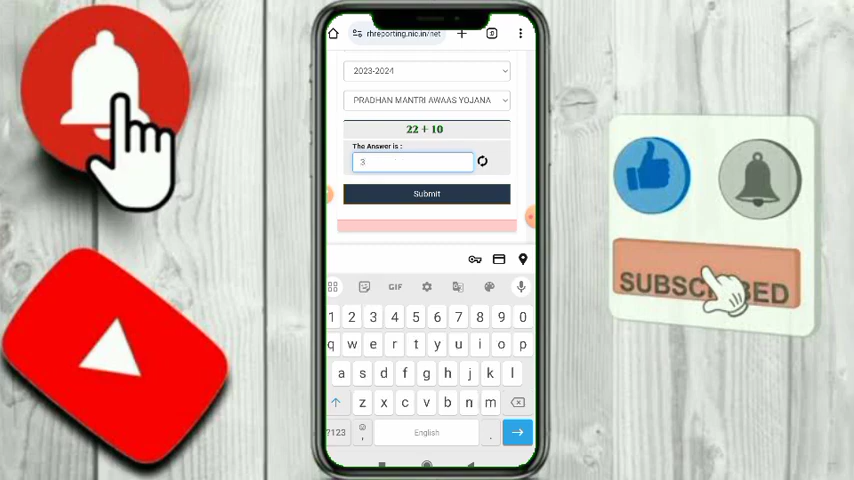 rhreporting.nic.in/net
2023-2024
PRADHAN MANTRI AWAAS YOJANA
22 + 10
The Answer is :
3
Submit
GIF
1 2 3 4 5 6 7 8 9 0
q w e r t y u i o p
a s d f g h j k l
z x c v b n m
?123 , English .
SUBSCRIBED